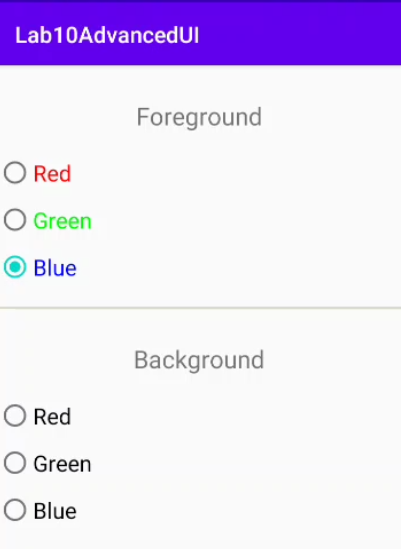 Lab10AdvancedUI
Foreground
Red
Green
Blue
Background
Red
Green
Blue